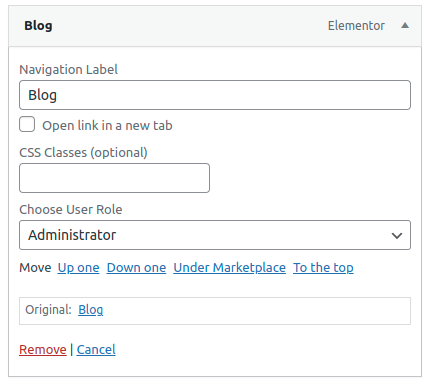 Blog Elementor
Navigation Label
Blog
Open link in a new tab
CSS Classes (optional)
Choose User Role
Administrator
Move Up one Down one Under Marketplace To the top
Original: Blog
Remove | Cancel